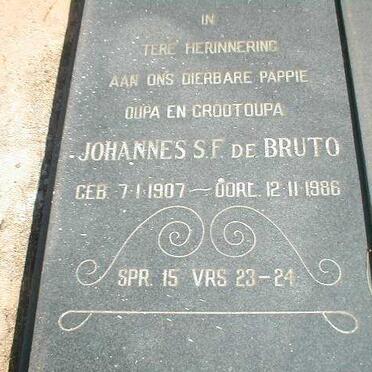 IN
TERE HERINNERING
AAN ONS DIERBARE PAPPIE
OUPA EN GROOTOUPA
JOHANNES S.F. DE BRUTO
GEB. 7-1-1907 — OORL. 12-11-1986
SPR. 15 VRS 23-24